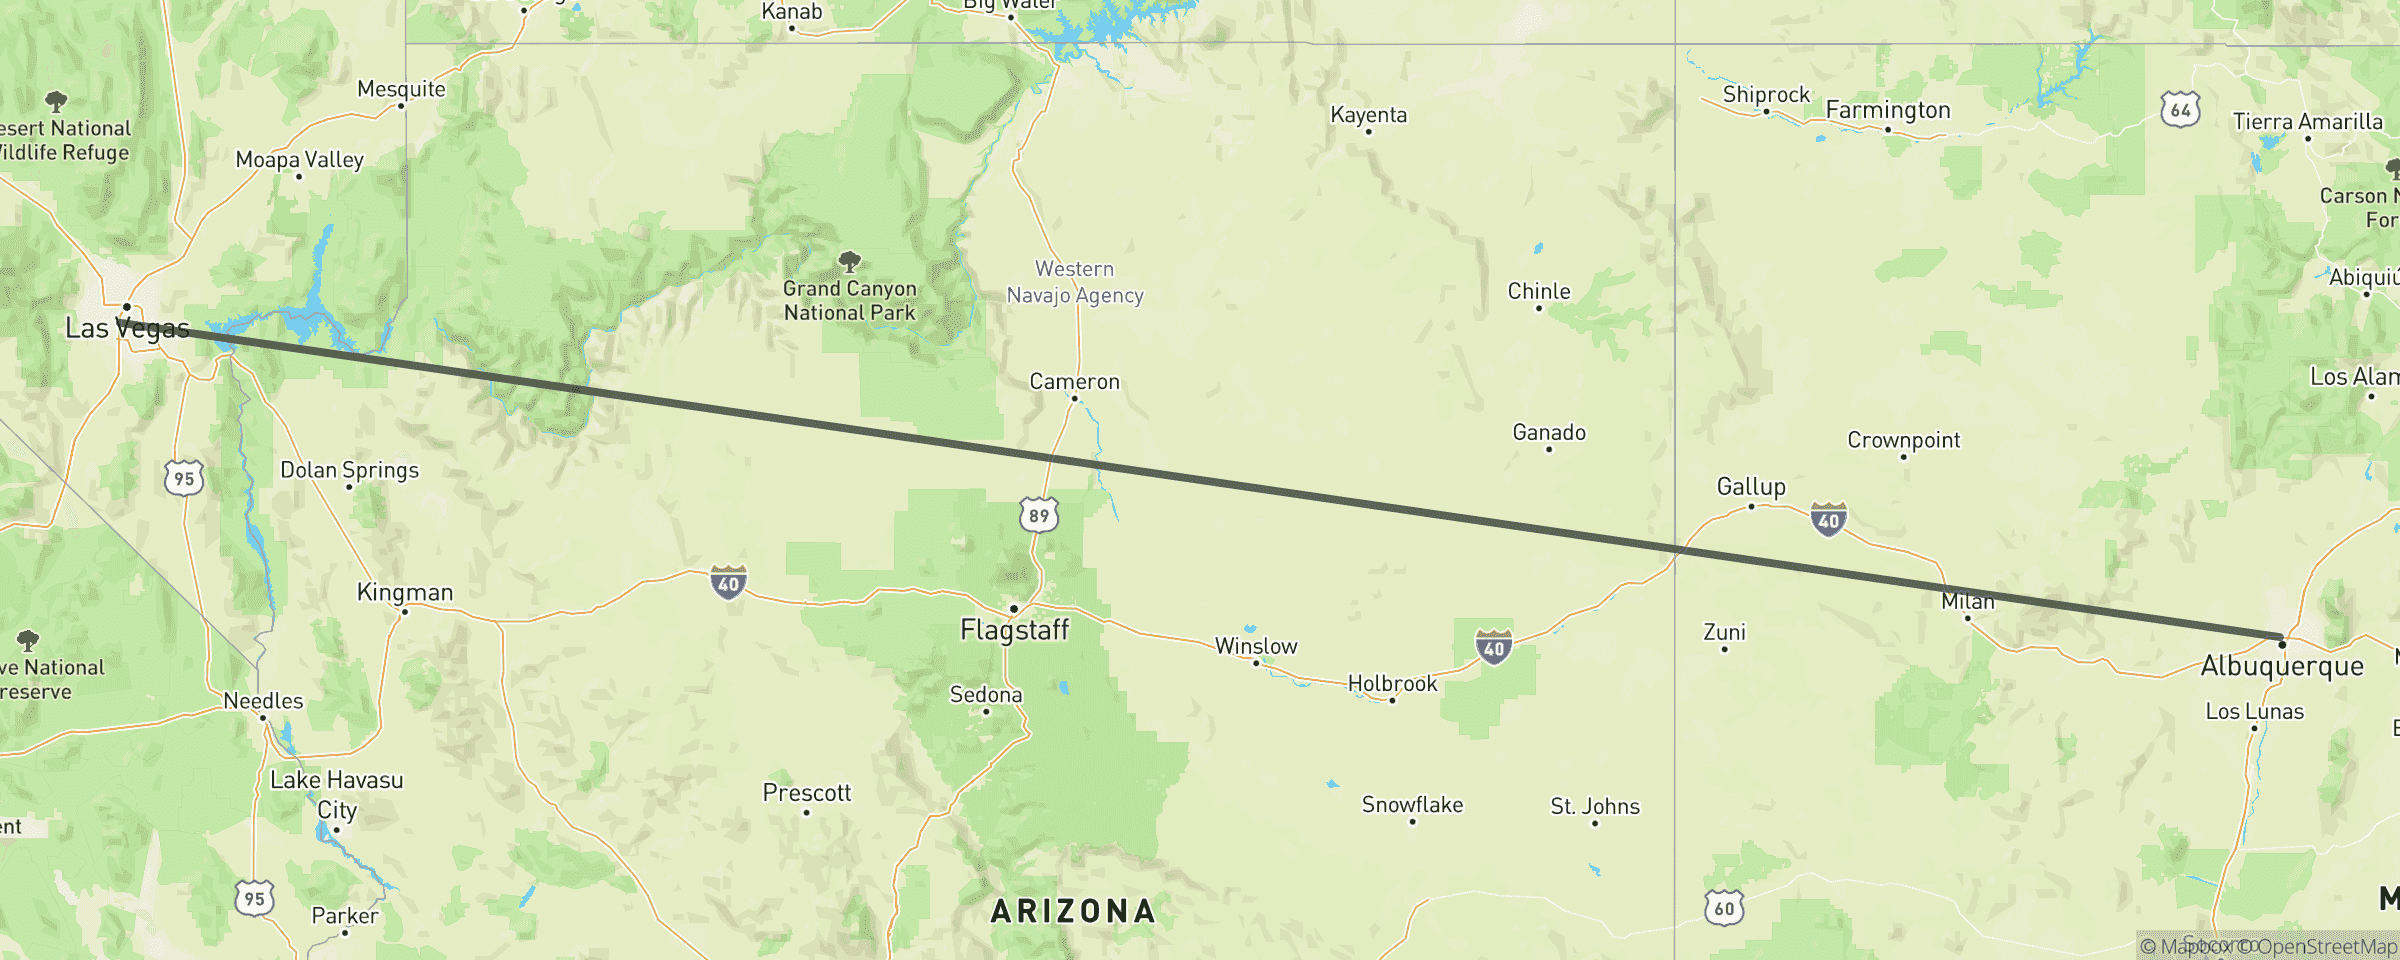 Kanab
Big Water
Mesquite
Shiprock
Farmington
64
Kayenta
Tierra Amarilla
esert National
Wildlife Refuge
Moapa Valley
Carson N
For
Western
Navajo Agency
Grand Canyon
National Park
Chinle
Abiquiú
Las Vegas
Cameron
Los Alam
Ganado
Crownpoint
Dolan Springs
95
Gallup
40
89
40
Kingman
Milan
Flagstaff
Zuni
Winslow
40
Albuquerque
ve National
reserve
Holbrook
Sedona
Needles
Los Lunas
Lake Havasu
City
Prescott
Snowflake
St. Johns
ent
95
Parker
ARIZONA
60
M
Socorro
© Mapbox © OpenStreetMap